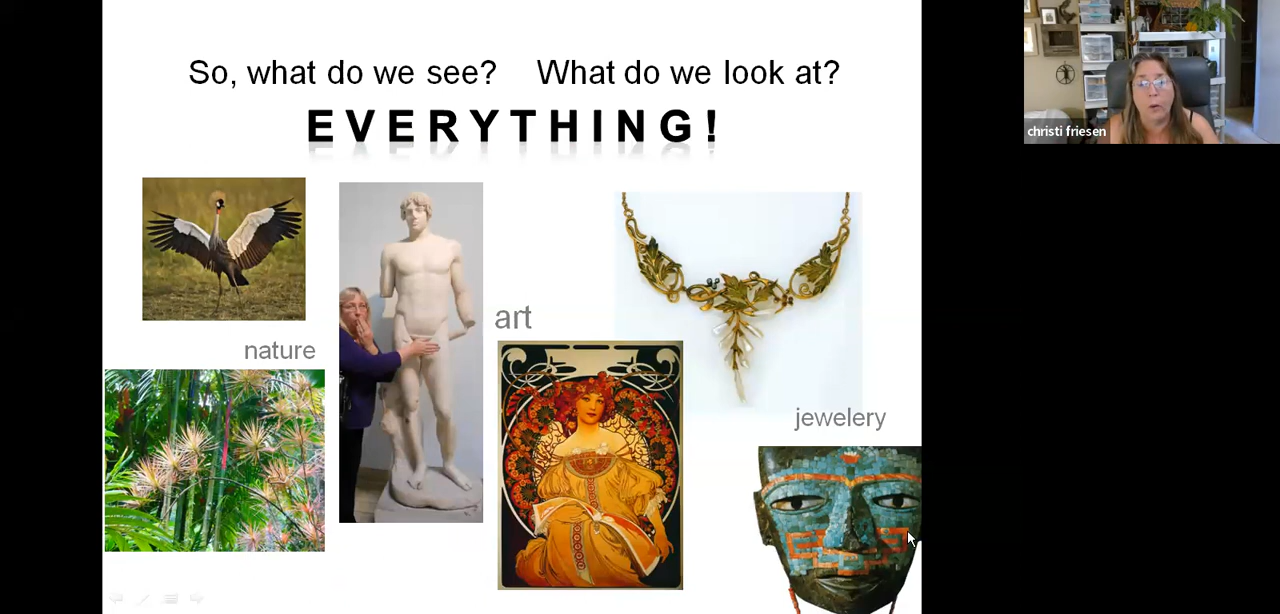 So, what do we see? What do we look at?
EVERYTHING!
christi friesen
art
nature
jewelery